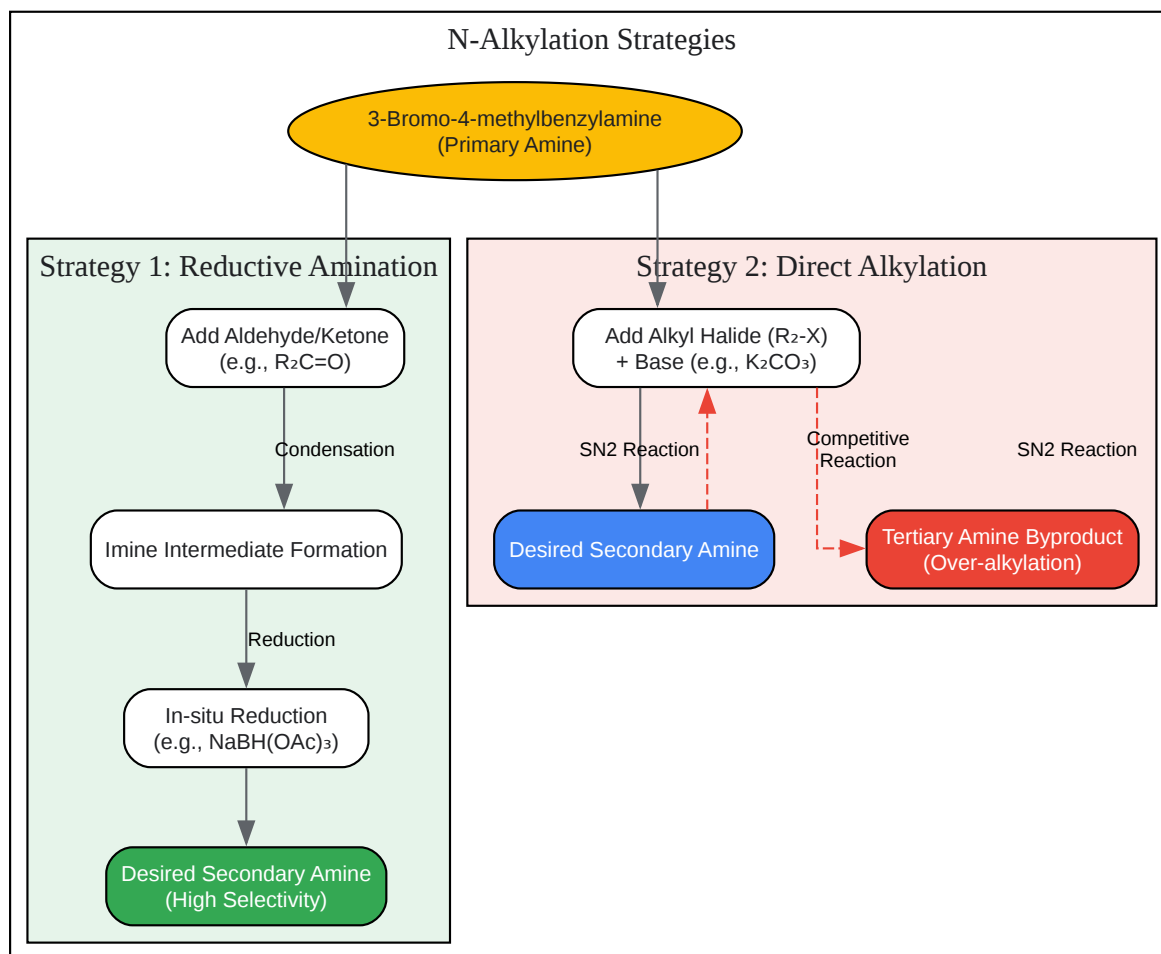 N-Alkylation Strategies
3-Bromo-4-methylbenzylamine
(Primary Amine)
Strategy 1: Reductive Amination
Add Aldehyde/Ketone
(e.g., R₂C=O)
Condensation
Imine Intermediate Formation
Reduction
In-situ Reduction
(e.g., NaBH(OAc)₃)
Desired Secondary Amine
(High Selectivity)
Strategy 2: Direct Alkylation
Add Alkyl Halide (R₂-X)
+ Base (e.g., K₂CO₃)
SN2 Reaction
Competitive
Reaction
SN2 Reaction
Desired Secondary Amine
Tertiary Amine Byproduct
(Over-alkylation)